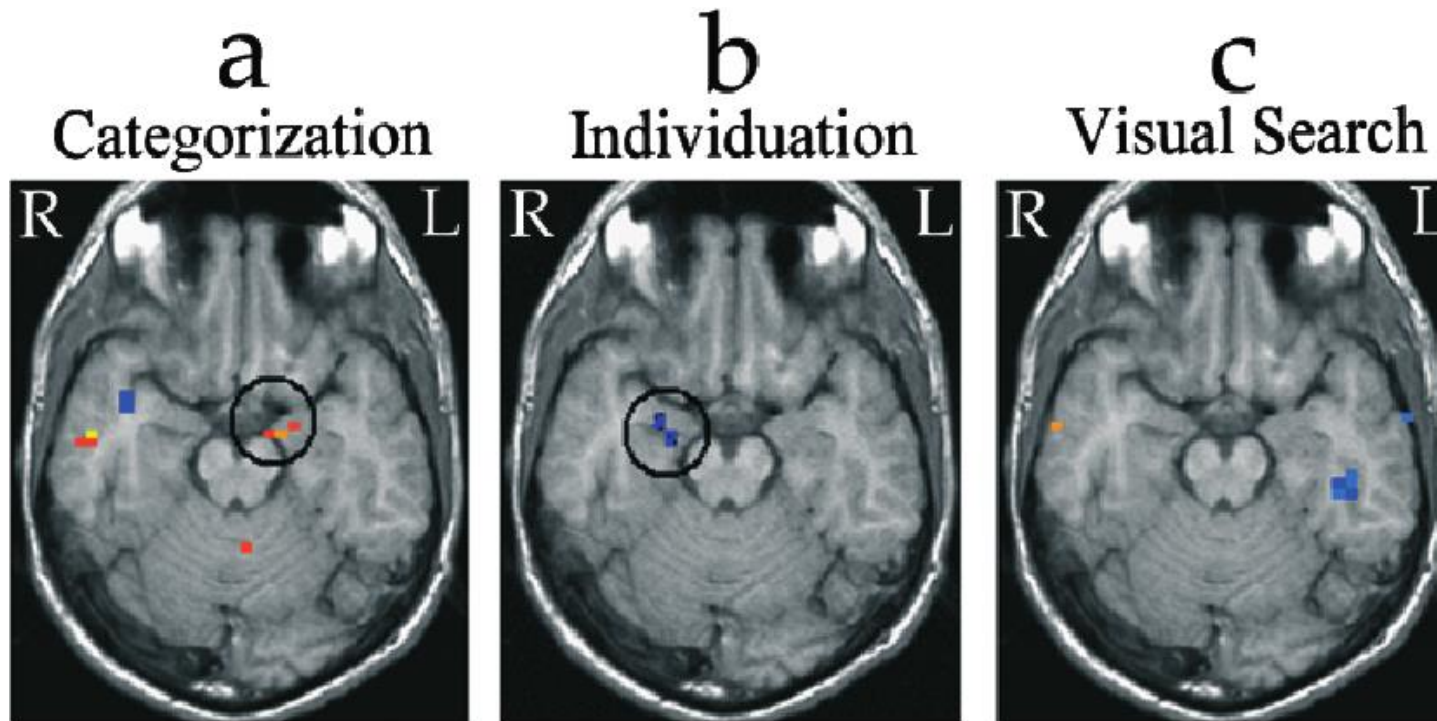 a
Categorization
R L
b
Individuation
R L
c
Visual Search
R L